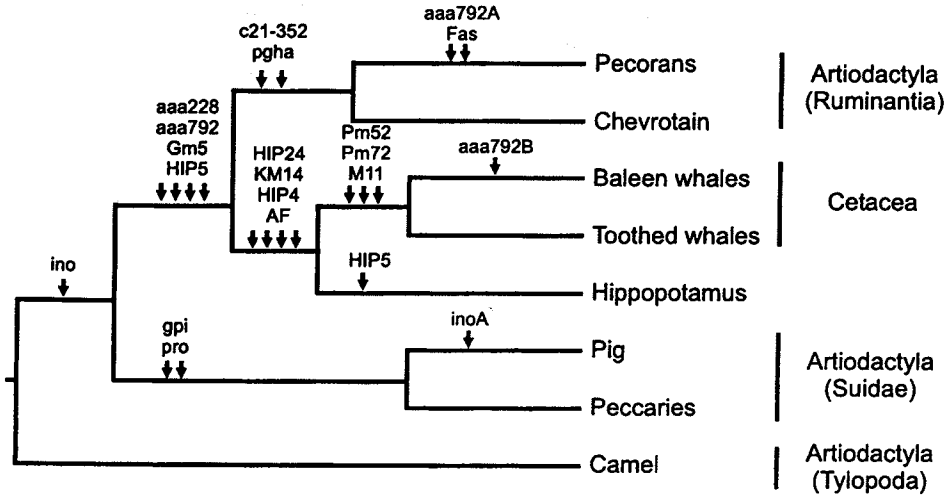 aaa792A
Fas
c21-352
pgha
Pecorans
Artiodactyla
(Ruminantia)
Chevrotain
aaa228
aaa792
Gm5
HIP5
HIP24
KM14
HIP4
AF
Pm52
Pm72
M11
aaa792B
Baleen whales
Cetacea
Toothed whales
HIP5
Hippopotamus
ino
gpi
pro
inoA
Pig
Artiodactyla
(Suidae)
Peccaries
Camel
Artiodactyla
(Tylopoda)